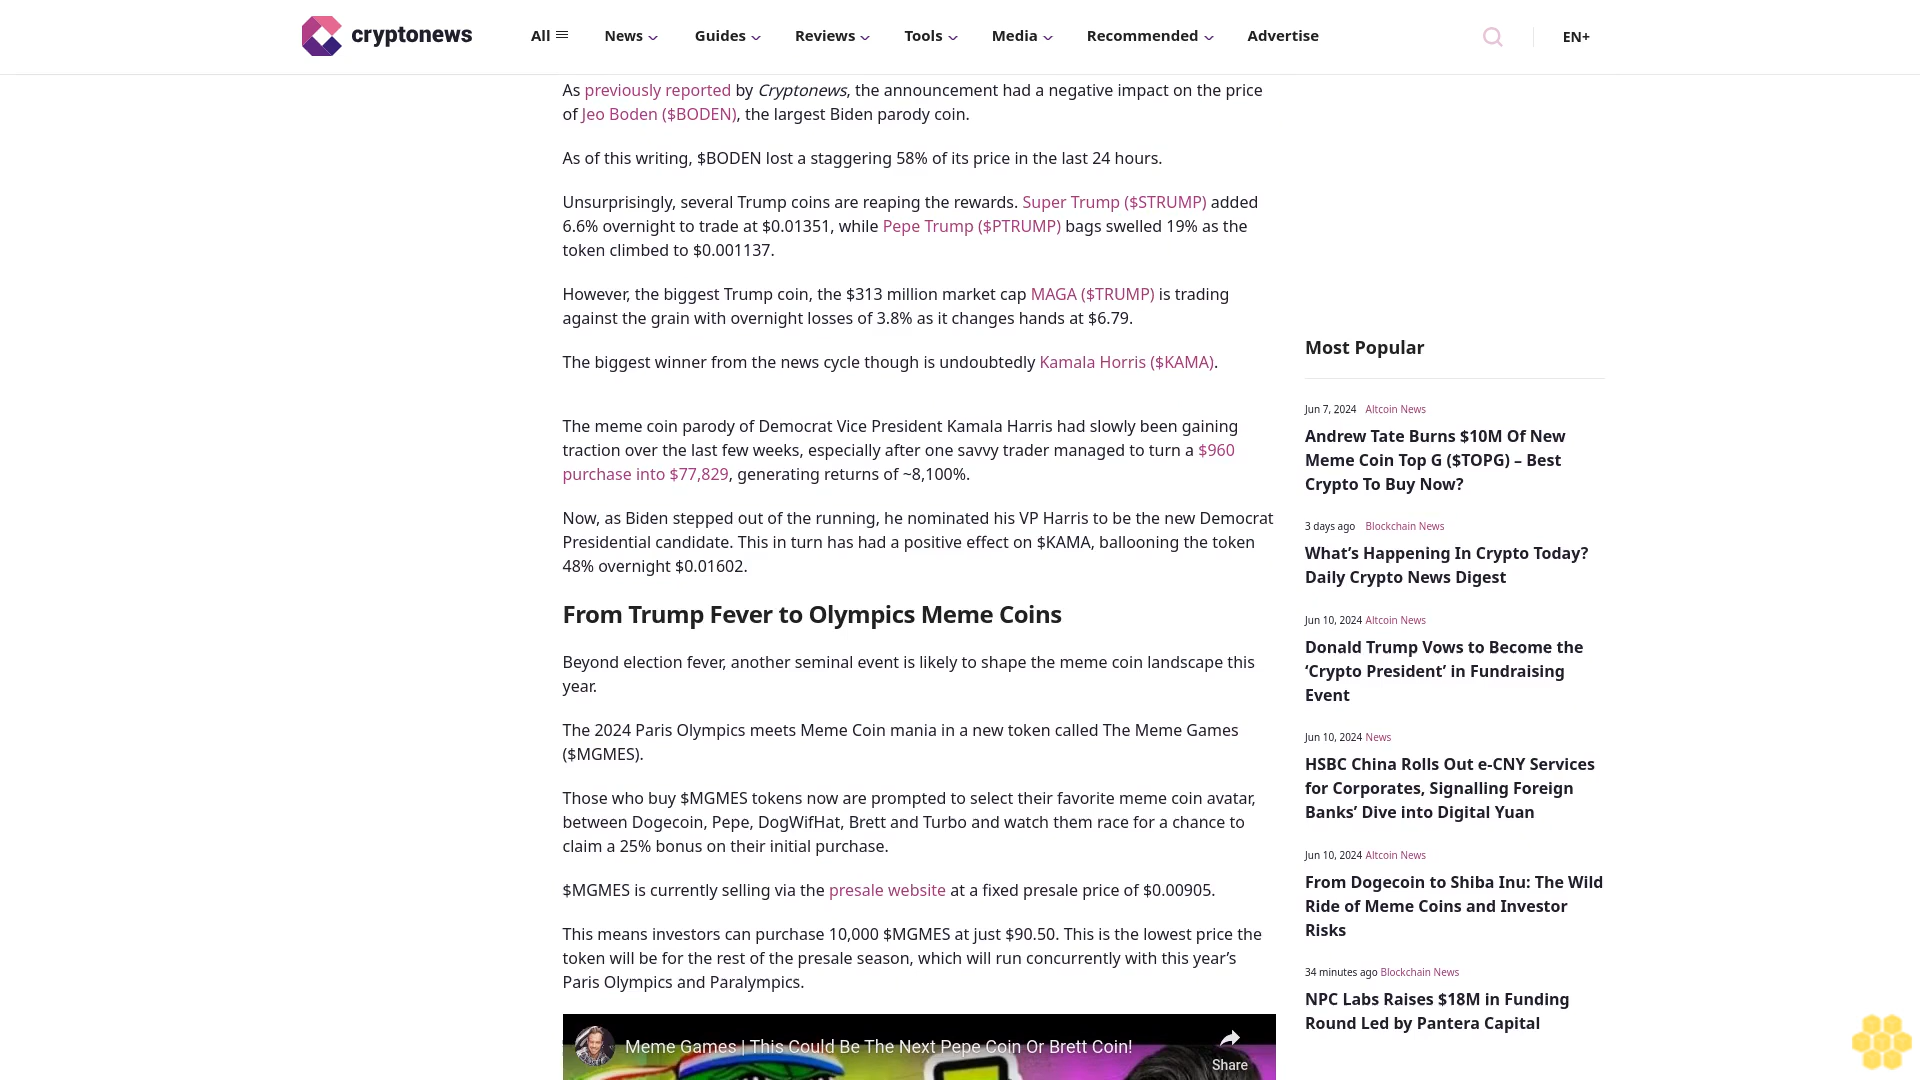 cryptonews
All
News
Guides
Reviews
Tools
Media
Recommended
Advertise
EN+
As previously reported by Cryptonews, the announcement had a negative impact on the price
of Jeo Boden ($BODEN), the largest Biden parody coin.
As of this writing, $BODEN lost a staggering 58% of its price in the last 24 hours.
Unsurprisingly, several Trump coins are reaping the rewards. Super Trump ($STRUMP) added
6.6% overnight to trade at $0.01351, while Pepe Trump ($PTRUMP) bags swelled 19% as the
token climbed to $0.001137.
However, the biggest Trump coin, the $313 million market cap MAGA ($TRUMP) is trading
against the grain with overnight losses of 3.8% as it changes hands at $6.79.
The biggest winner from the news cycle though is undoubtedly Kamala Horris ($KAMA).
The meme coin parody of Democrat Vice President Kamala Harris had slowly been gaining
traction over the last few weeks, especially after one savvy trader managed to turn a $960
purchase into $77,829, generating returns of ~8,100%.
Now, as Biden stepped out of the running, he nominated his VP Harris to be the new Democrat
Presidential candidate. This in turn has had a positive effect on $KAMA, ballooning the token
48% overnight $0.01602.
From Trump Fever to Olympics Meme Coins
Beyond election fever, another seminal event is likely to shape the meme coin landscape this
year.
The 2024 Paris Olympics meets Meme Coin mania in a new token called The Meme Games
($MGMES).
Those who buy $MGMES tokens now are prompted to select their favorite meme coin avatar,
between Dogecoin, Pepe, DogWifHat, Brett and Turbo and watch them race for a chance to
claim a 25% bonus on their initial purchase.
$MGMES is currently selling via the presale website at a fixed presale price of $0.00905.
This means investors can purchase 10,000 $MGMES at just $90.50. This is the lowest price the
token will be for the rest of the presale season, which will run concurrently with this year’s
Paris Olympics and Paralympics.
Meme Games | This Could Be The Next Pepe Coin Or Brett Coin!
Share
Most Popular
Jun 7, 2024 Altcoin News
Andrew Tate Burns $10M Of New
Meme Coin Top G ($TOPG) – Best
Crypto To Buy Now?
3 days ago Blockchain News
What’s Happening In Crypto Today?
Daily Crypto News Digest
Jun 10, 2024 Altcoin News
Donald Trump Vows to Become the
‘Crypto President’ in Fundraising
Event
Jun 10, 2024 News
HSBC China Rolls Out e-CNY Services
for Corporates, Signalling Foreign
Banks’ Dive into Digital Yuan
Jun 10, 2024 Altcoin News
From Dogecoin to Shiba Inu: The Wild
Ride of Meme Coins and Investor
Risks
34 minutes ago Blockchain News
NPC Labs Raises $18M in Funding
Round Led by Pantera Capital